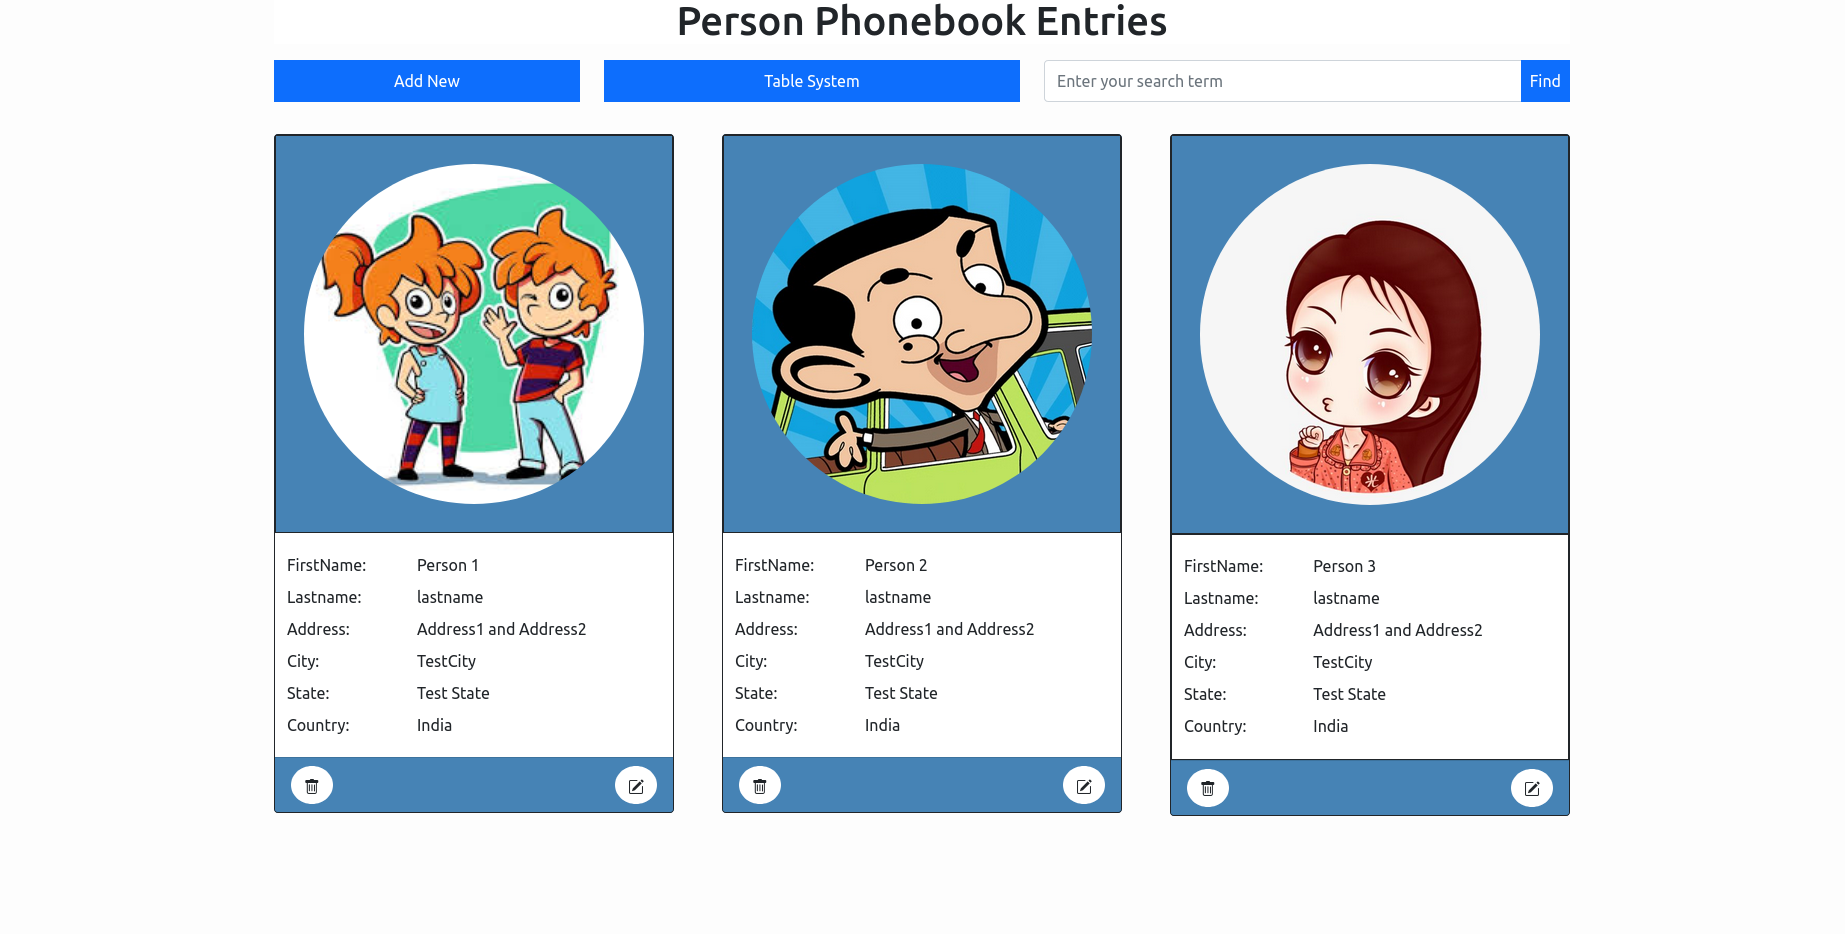 Person Phonebook Entries
Add New
Table System
Enter your search term
Find
FirstName: Person 1
Lastname: lastname
Address: Address1 and Address2
City: TestCity
State: Test State
Country: India
FirstName: Person 2
Lastname: lastname
Address: Address1 and Address2
City: TestCity
State: Test State
Country: India
FirstName: Person 3
Lastname: lastname
Address: Address1 and Address2
City: TestCity
State: Test State
Country: India